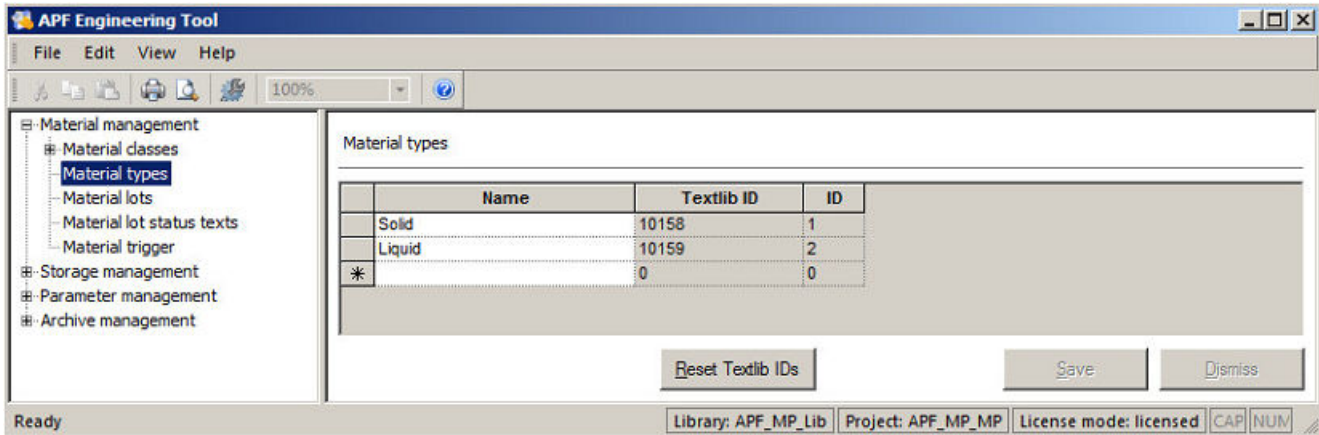 APF Engineering Tool
File Edit View Help
100%
Material management
Material classes
Material types
Material lots
Material lot status texts
Material trigger
Storage management
Parameter management
Archive management
Material types
Name Textlib ID ID
Solid 10158 1
Liquid 10159 2
0 0
Reset Textlib IDs Save Dismiss
Ready Library: APF_MP_Lib Project: APF_MP_MP License mode: licensed CAP NUM